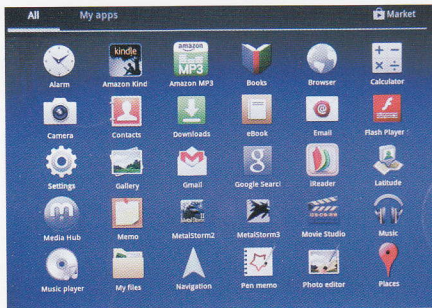 All My apps Market
kindle amazon MP3
Alarm Amazon Kind Amazon MP3 Books Browser Calculator
Camera Contacts Downloads eBook Email Flash Player
Settings Gallery Gmail Google Searcl iReader Latitude
Media Hub Memo MetalStorm2 MetalStorm3 Movie Studio Music
Music player My files Navigation Pen memo Photo editor Places